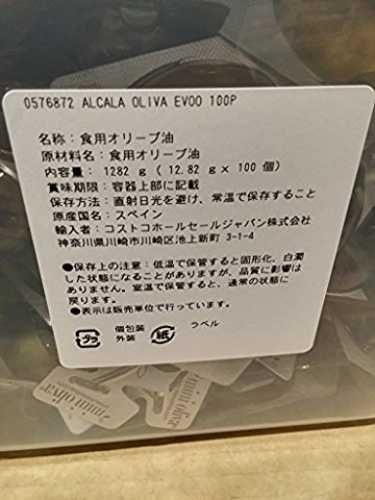 0576872 ALCALA OLIVA EVOO 100P
名称：食用オリーブ油
原材料名：食用オリーブ油
内容量： 1282 g ( 12.82 g × 100 個)
賞味期限：容器上部に記載
保存方法：直射日光を避け、常温で保存すること
原産国名：スペイン
輸入者：コストコホールセールジャパン株式会社
神奈川県川崎市川崎区池上新町 3-1-4
●保存上の注意：低温で保管すると固形化、白濁
した状態になることがありますが、品質に影響は
ありません。室温で保管すると、通常の状態に
戻ります。
●表示は販売単位で行っています。
プラ 個包装 外装 紙 ラベル
mini oliva